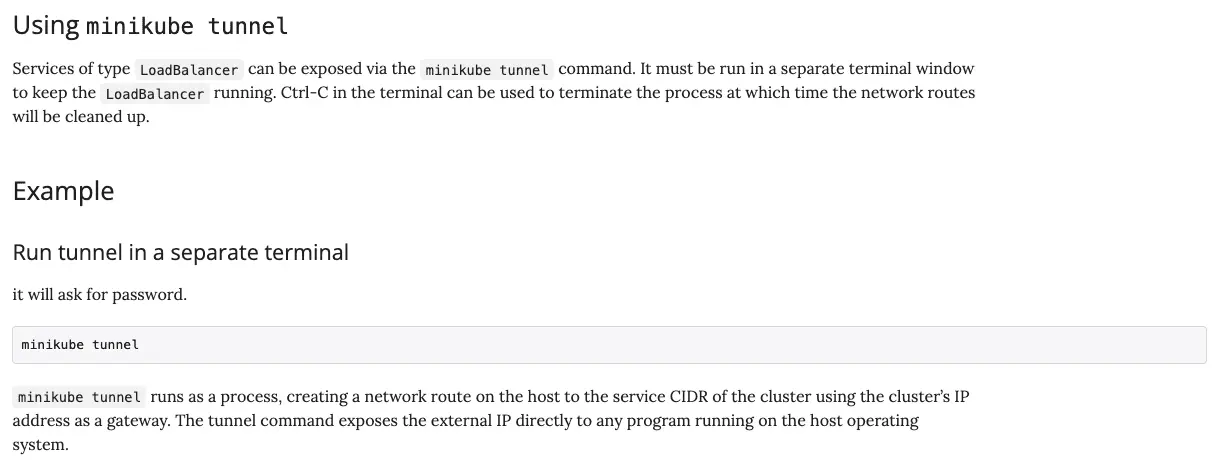 Using minikube tunnel
Services of type LoadBalancer can be exposed via the minikube tunnel command. It must be run in a separate terminal window
to keep the LoadBalancer running. Ctrl-C in the terminal can be used to terminate the process at which time the network routes
will be cleaned up.
Example
Run tunnel in a separate terminal
it will ask for password.
minikube tunnel
minikube tunnel runs as a process, creating a network route on the host to the service CIDR of the cluster using the cluster’s IP
address as a gateway. The tunnel command exposes the external IP directly to any program running on the host operating
system.